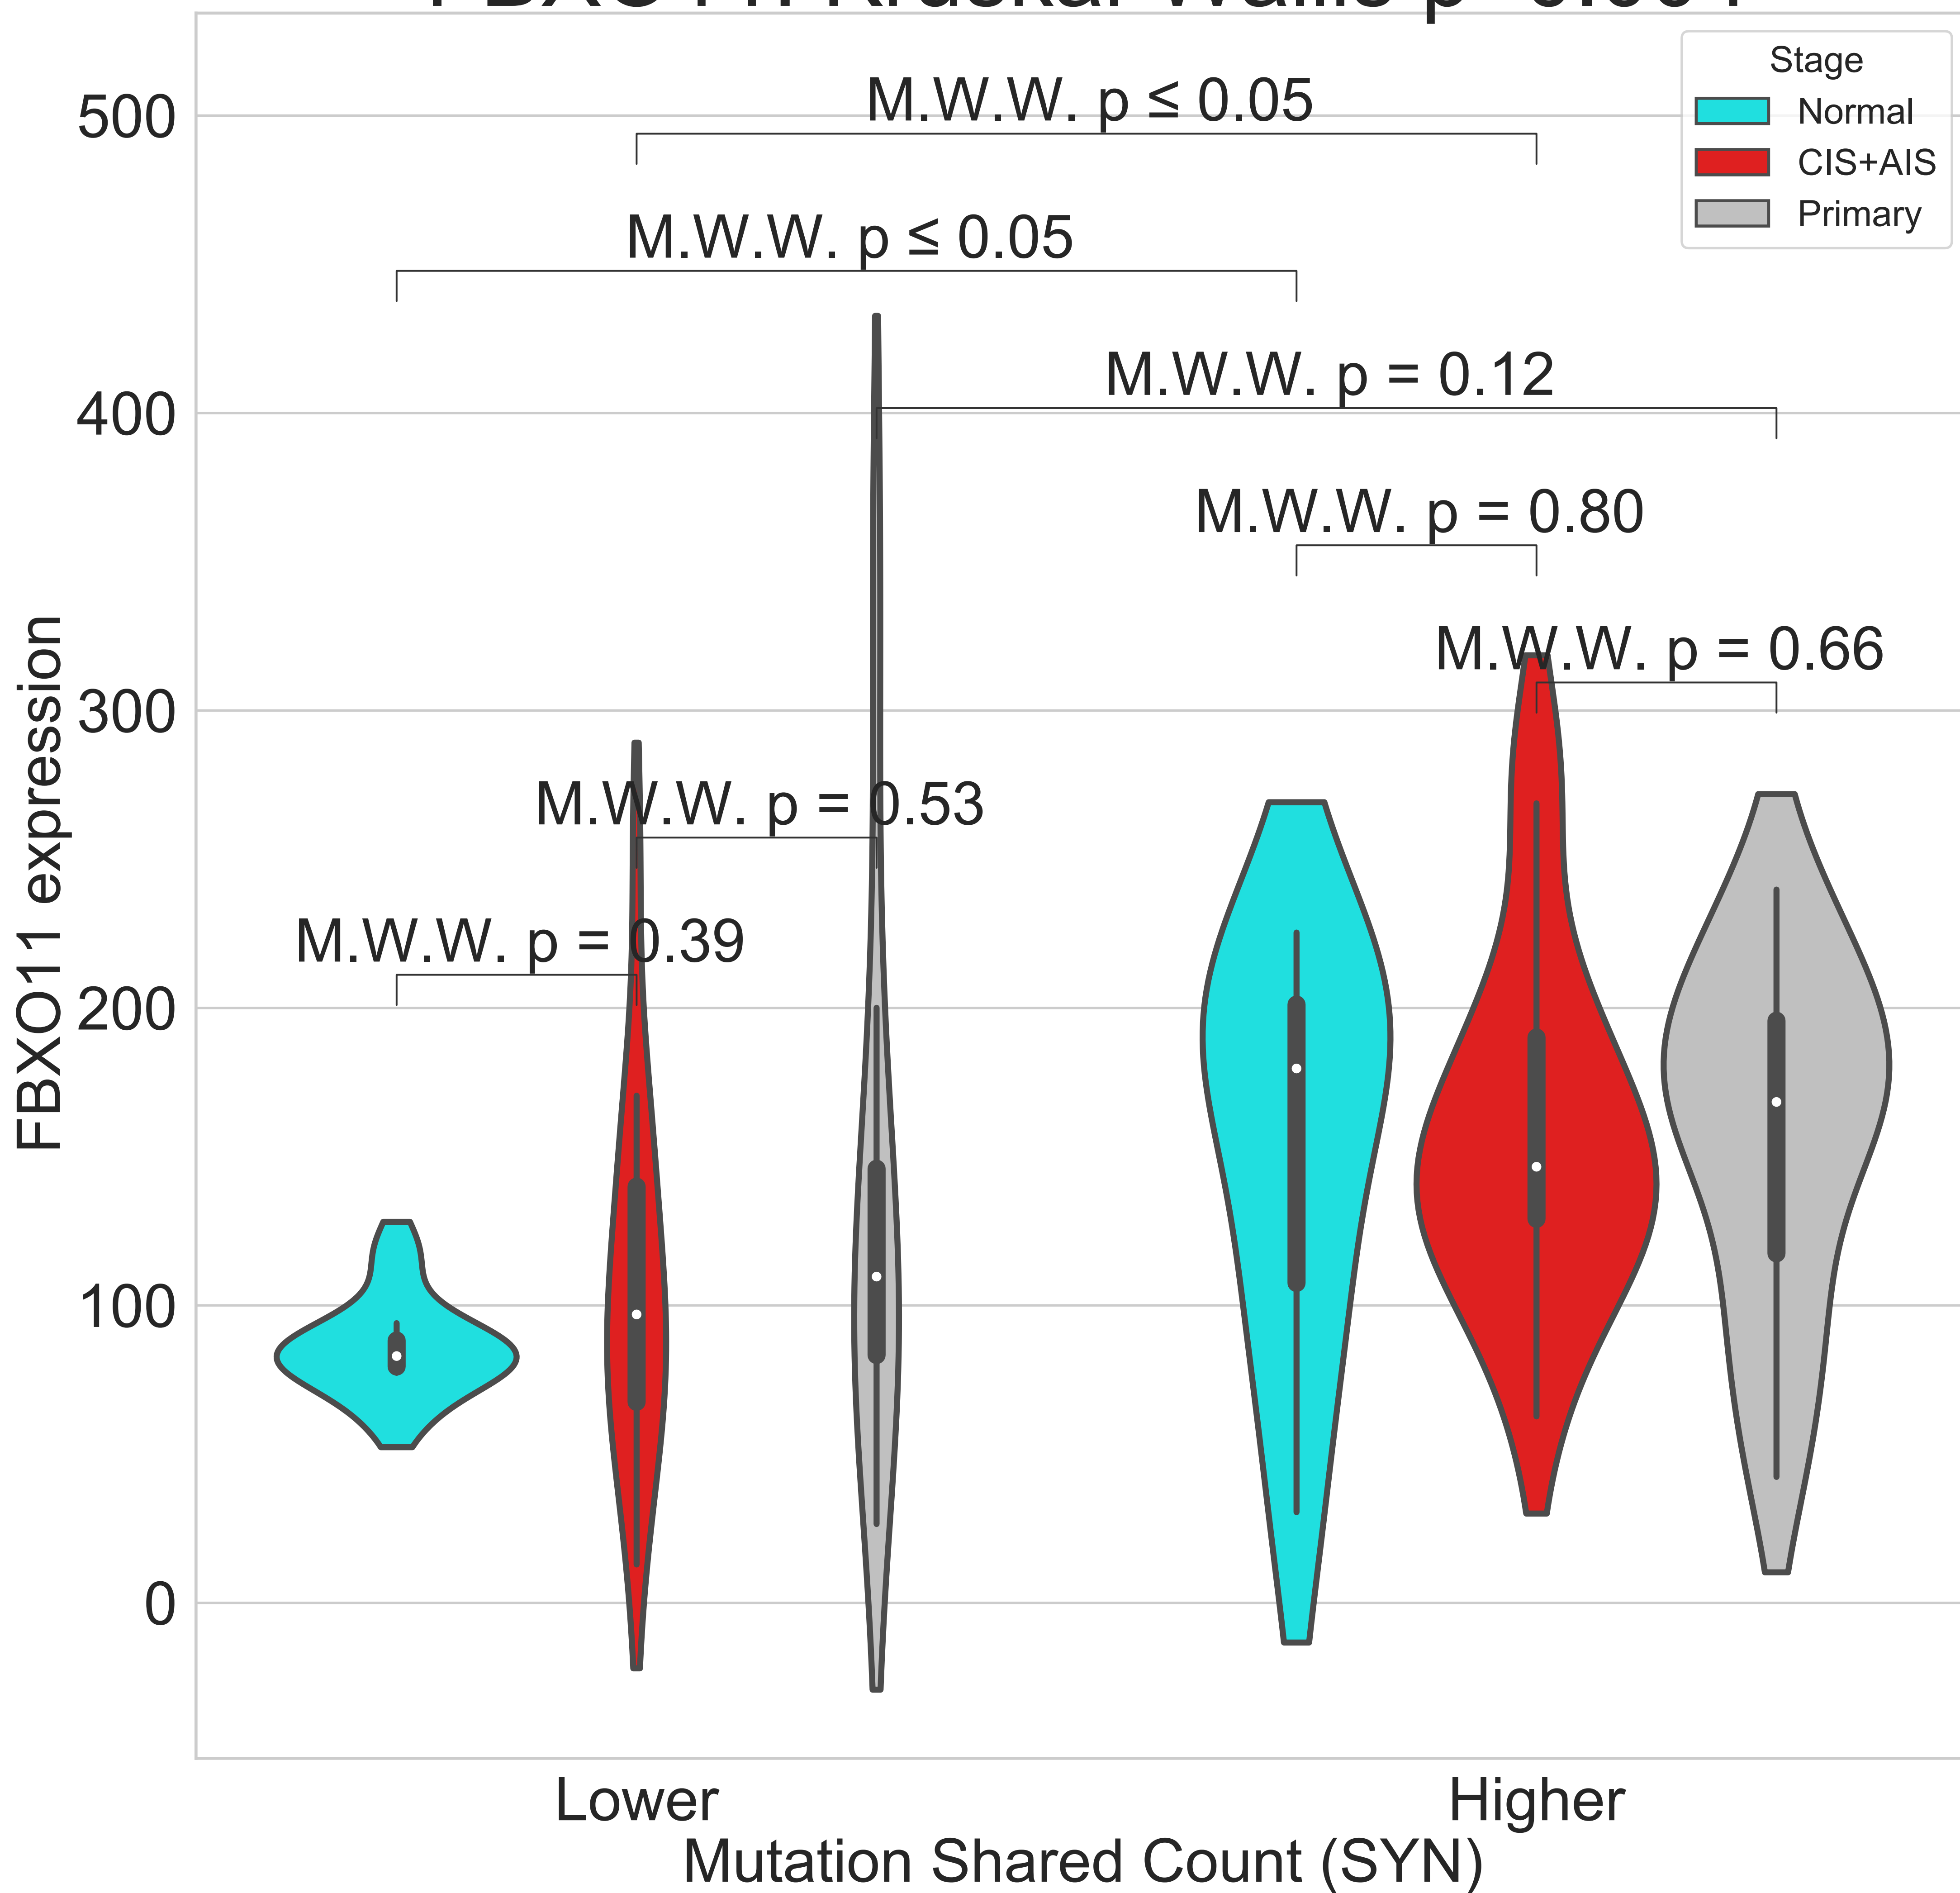 Stage
Normal
CIS+AIS
Primary
M.W.W. p ≤ 0.05
M.W.W. p ≤ 0.05
M.W.W. p = 0.12
M.W.W. p = 0.80
M.W.W. p = 0.66
M.W.W. p = 0.53
M.W.W. p = 0.39
500
400
300
200
100
0
FBXO11 expression
Lower
Higher
Mutation Shared Count (SYN)